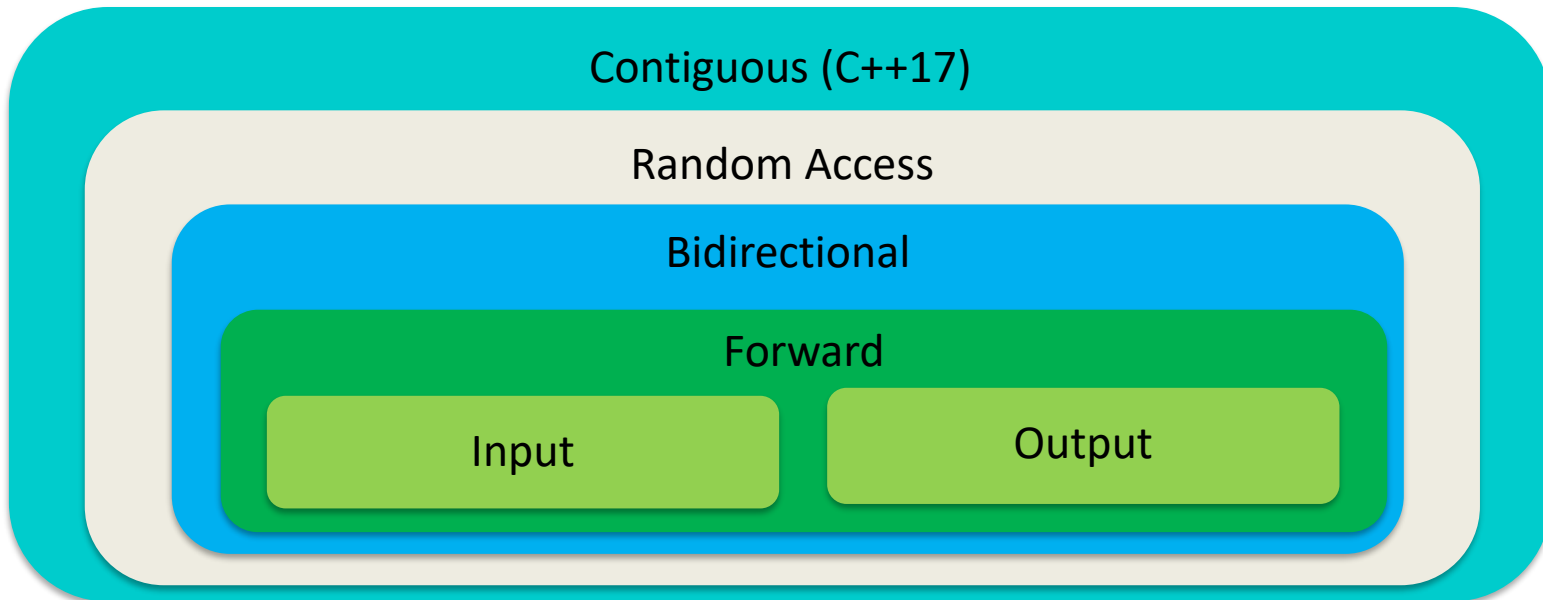 Contiguous (C++17)
Random Access
Bidirectional
Forward
Input
Output